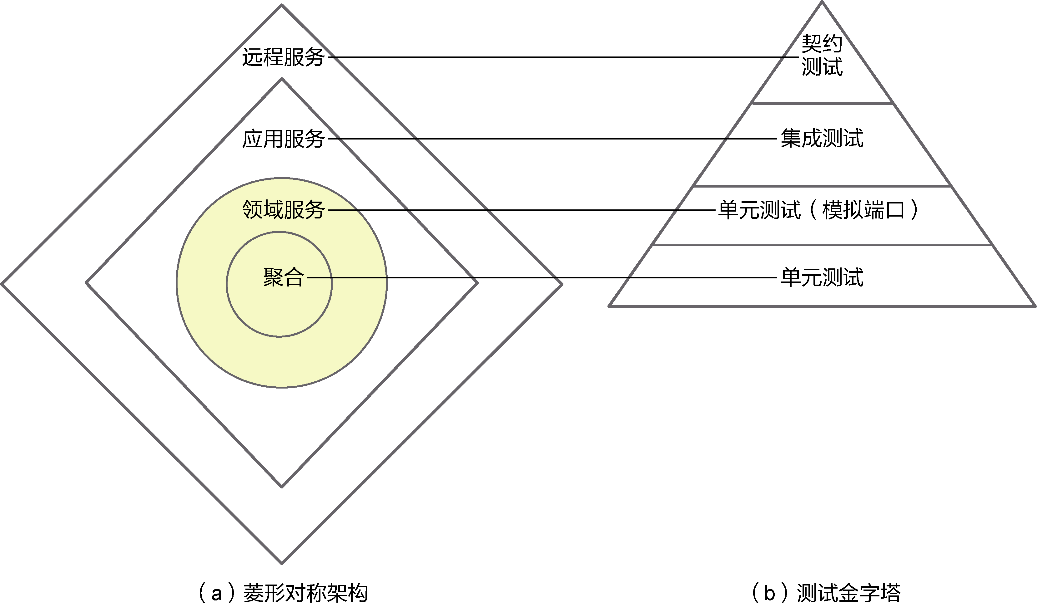 远程服务
契约
测试
应用服务
集成测试
领域服务
单元测试（模拟端口）
聚合
单元测试
（a）菱形对称架构
（b）测试金字塔